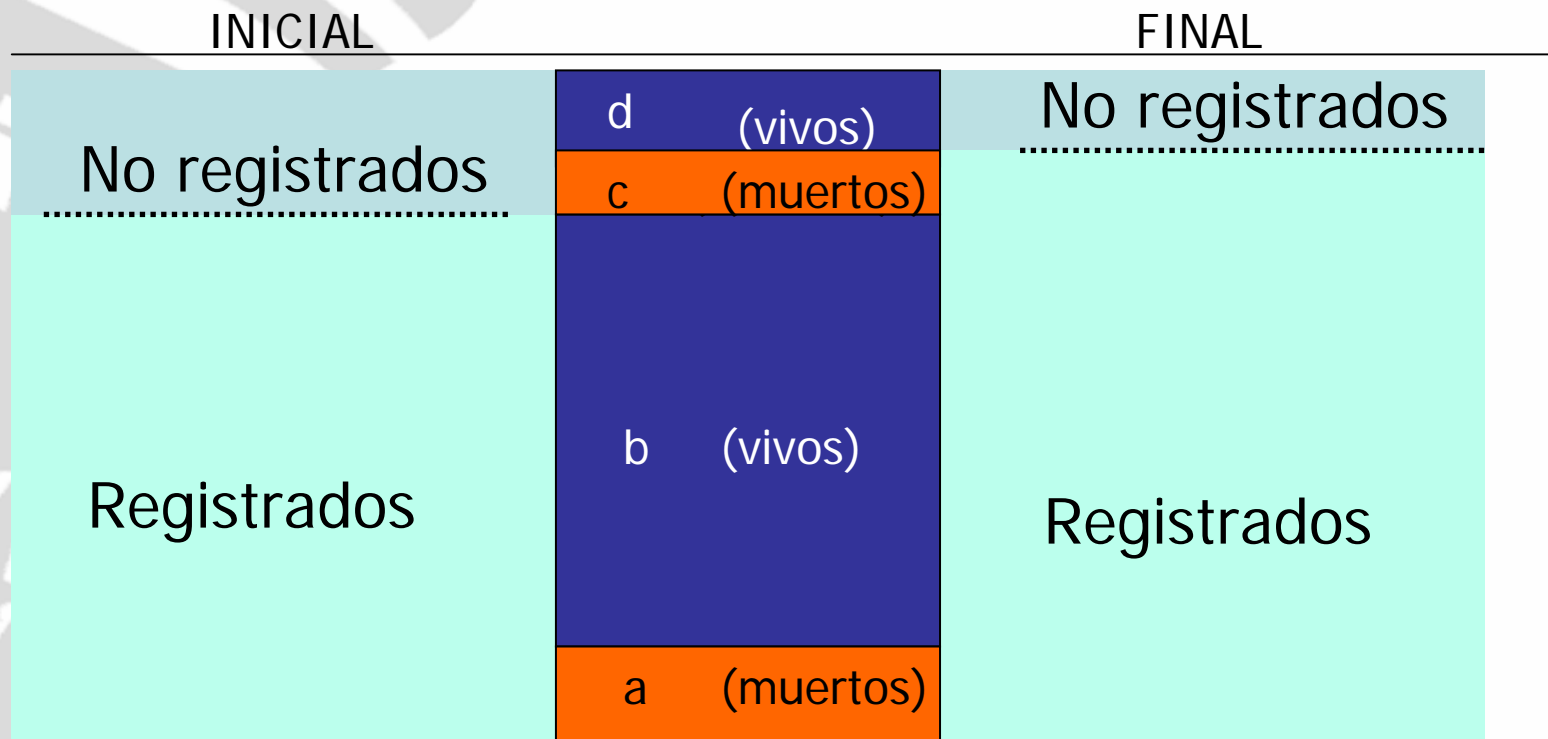 INICIAL FINAL
d (vivos) No registrados
No registrados c (muertos)
b (vivos)
Registrados Registrados
a (muertos)